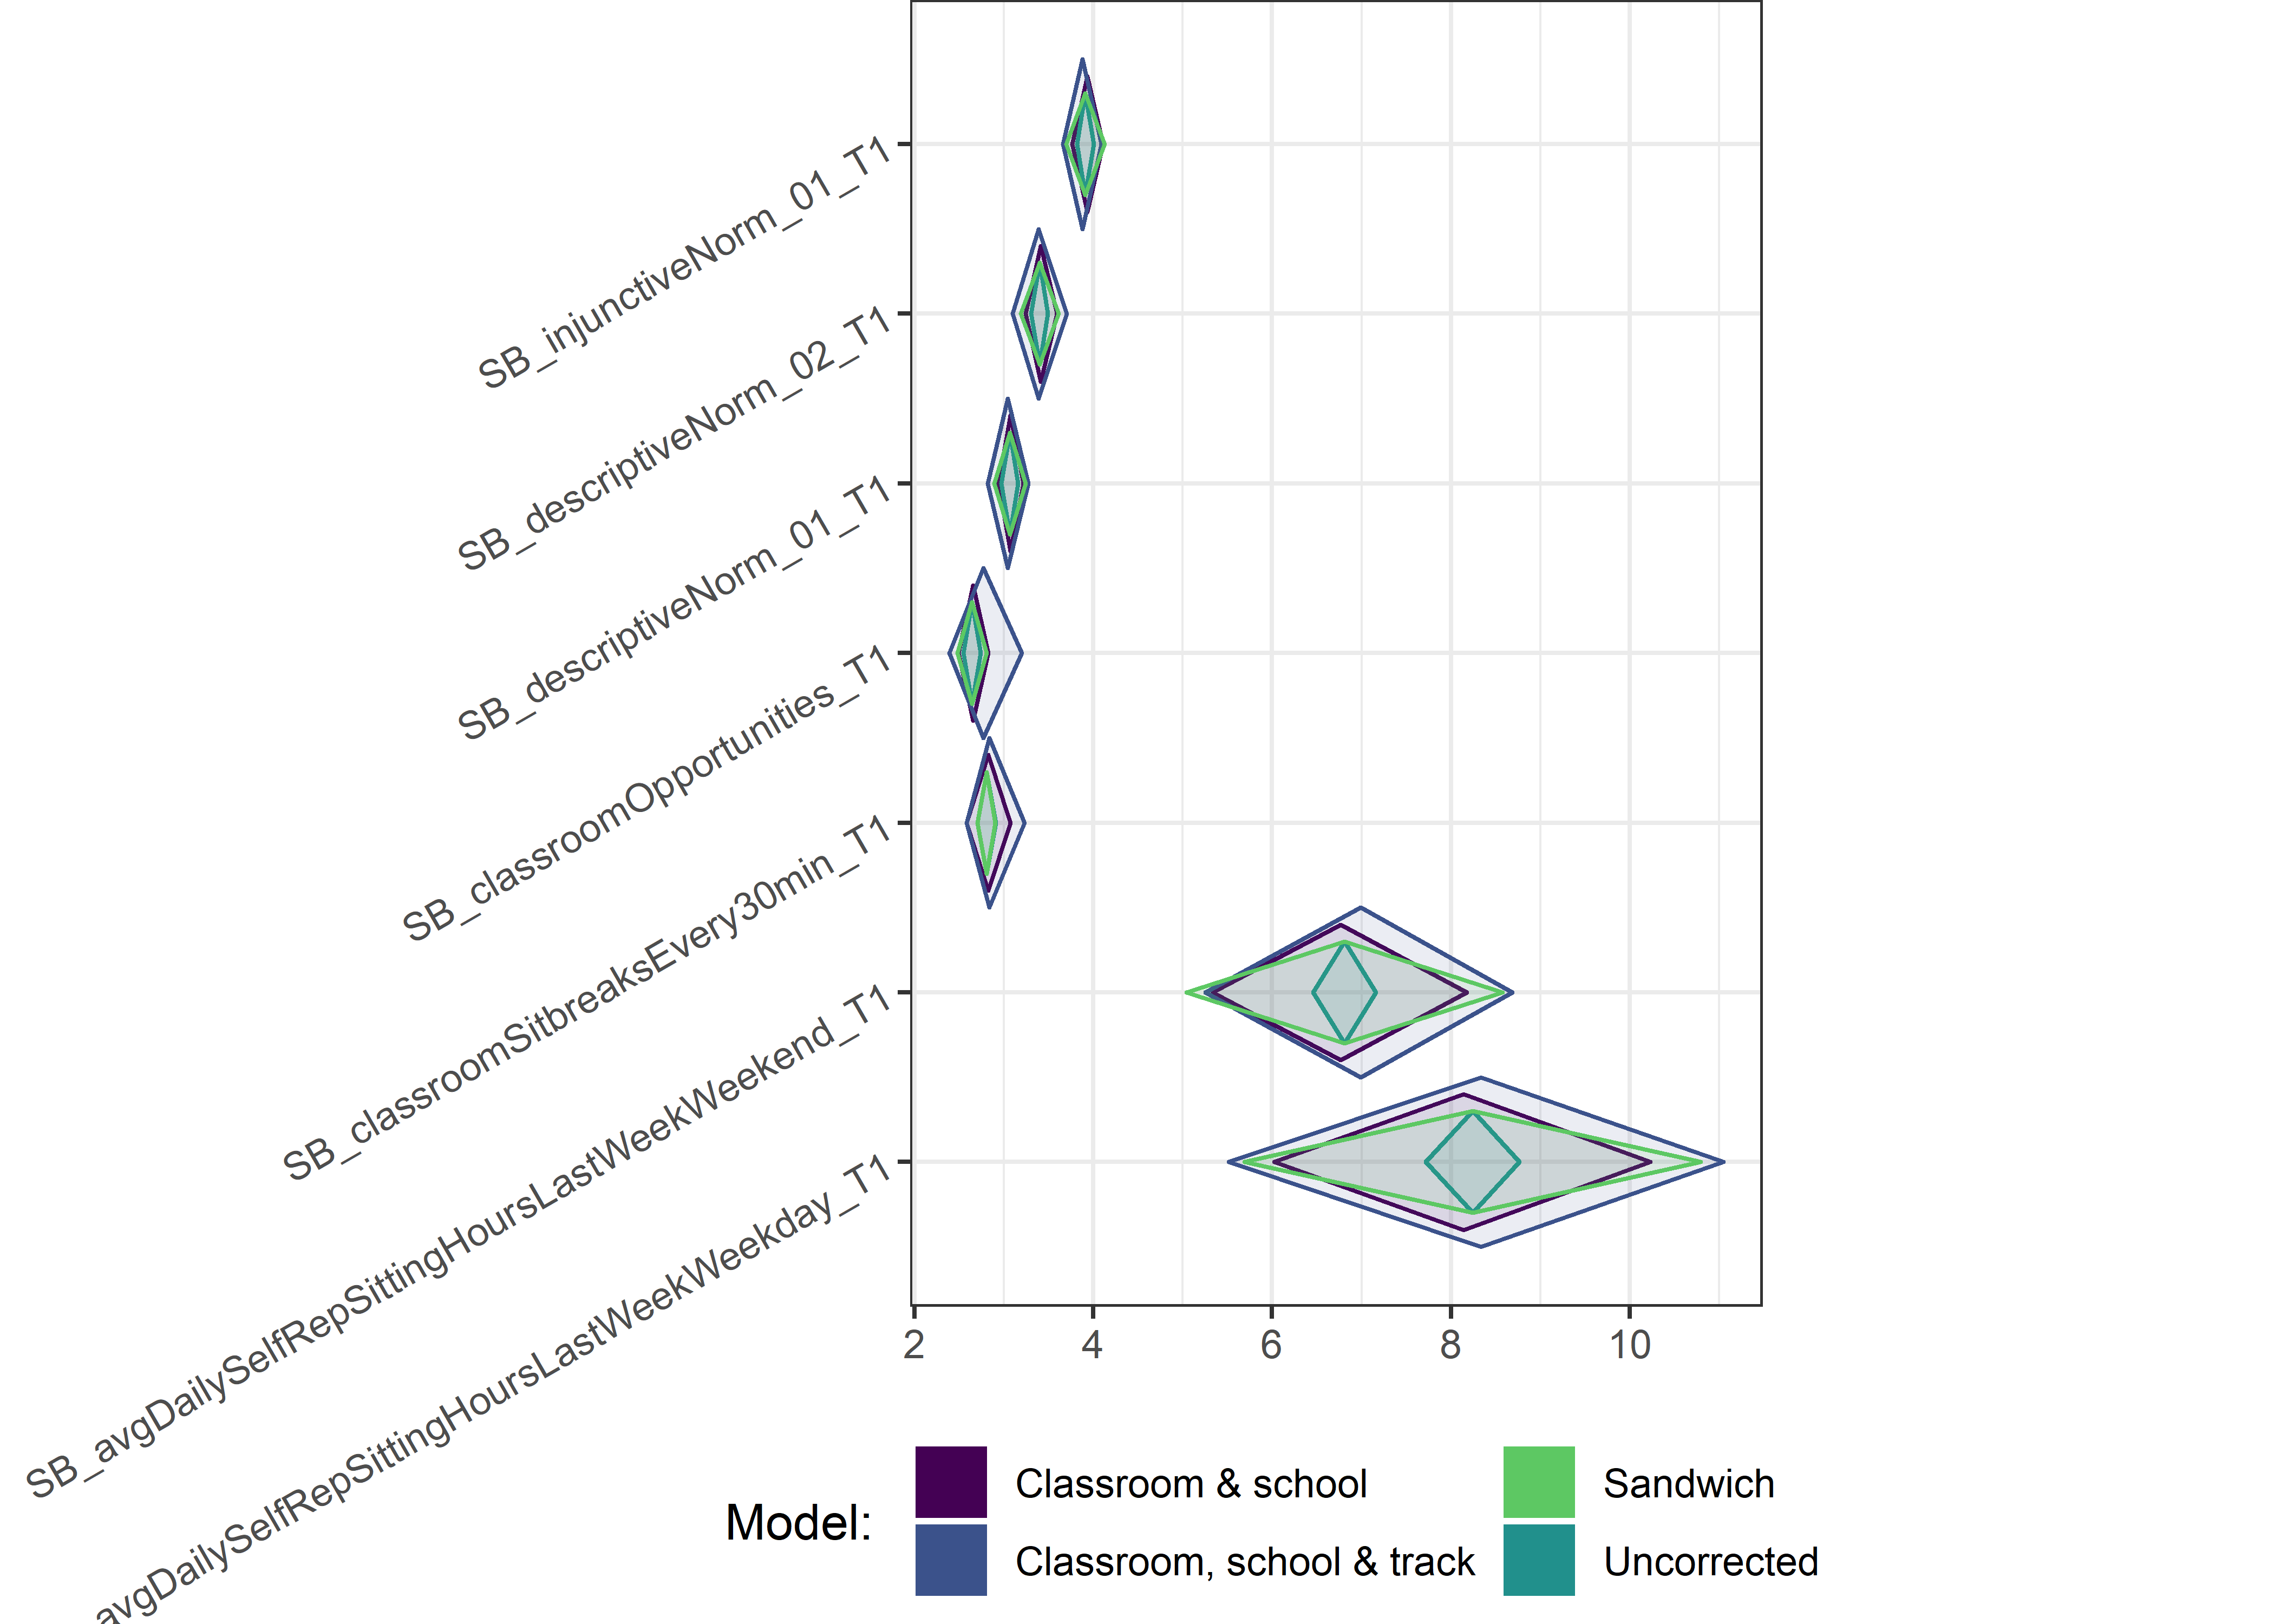 SB_injunctiveNorm_01_T1
SB_descriptiveNorm_02_T1
SB_descriptiveNorm_01_T1
SB_classroomOpportunities_T1
SB_classroomSitbreaksEvery30min_T1
SB_avgDailySelfRepSittingHoursLastWeekWeekend_T1
avgDailySelfRepSittingHoursLastWeekWeekday_T1
2 4 6 8 10
Model:
Classroom & school
Classroom, school & track
Sandwich
Uncorrected